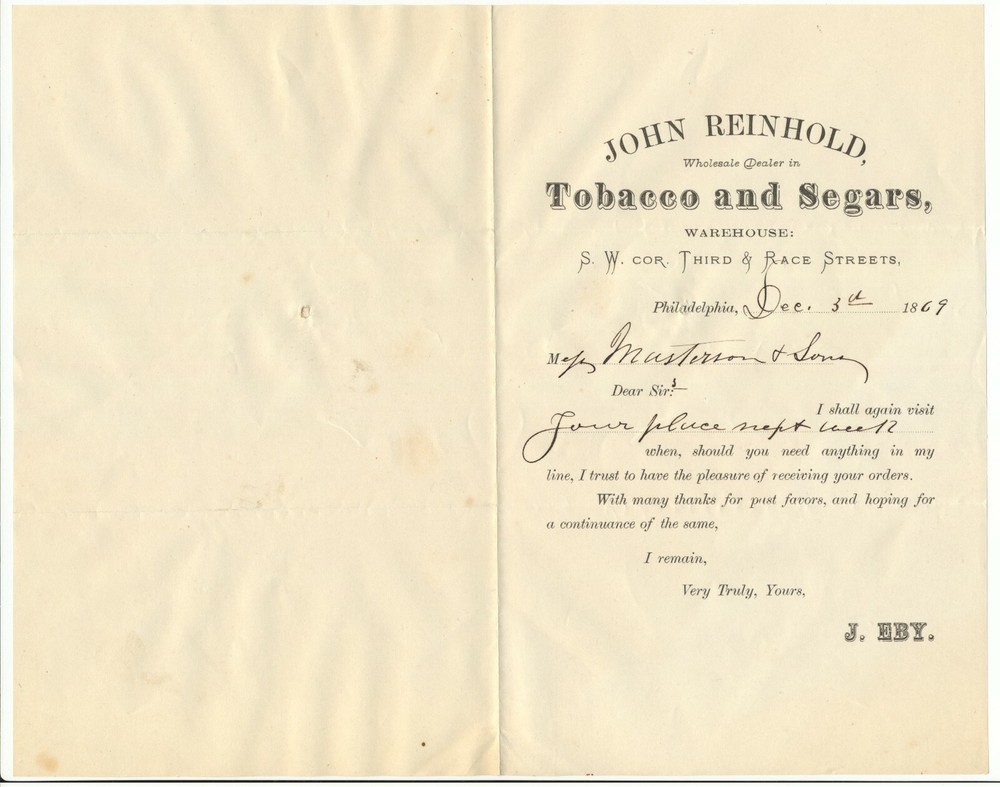 JOHN REINHOLD,
Wholesale Dealer in
Tobacco and Segars,
WAREHOUSE:
S. W. COR. THIRD & RACE STREETS,
Philadelphia, Dec. 3d 1869
Mess Masterson & Sons
Dear Sirs:
I shall again visit
Your place next week
when, should you need anything in my
line, I trust to have the pleasure of receiving your orders.
With many thanks for past favors, and hoping for
a continuance of the same,
I remain,
Very Truly, Yours,
J. EBY.